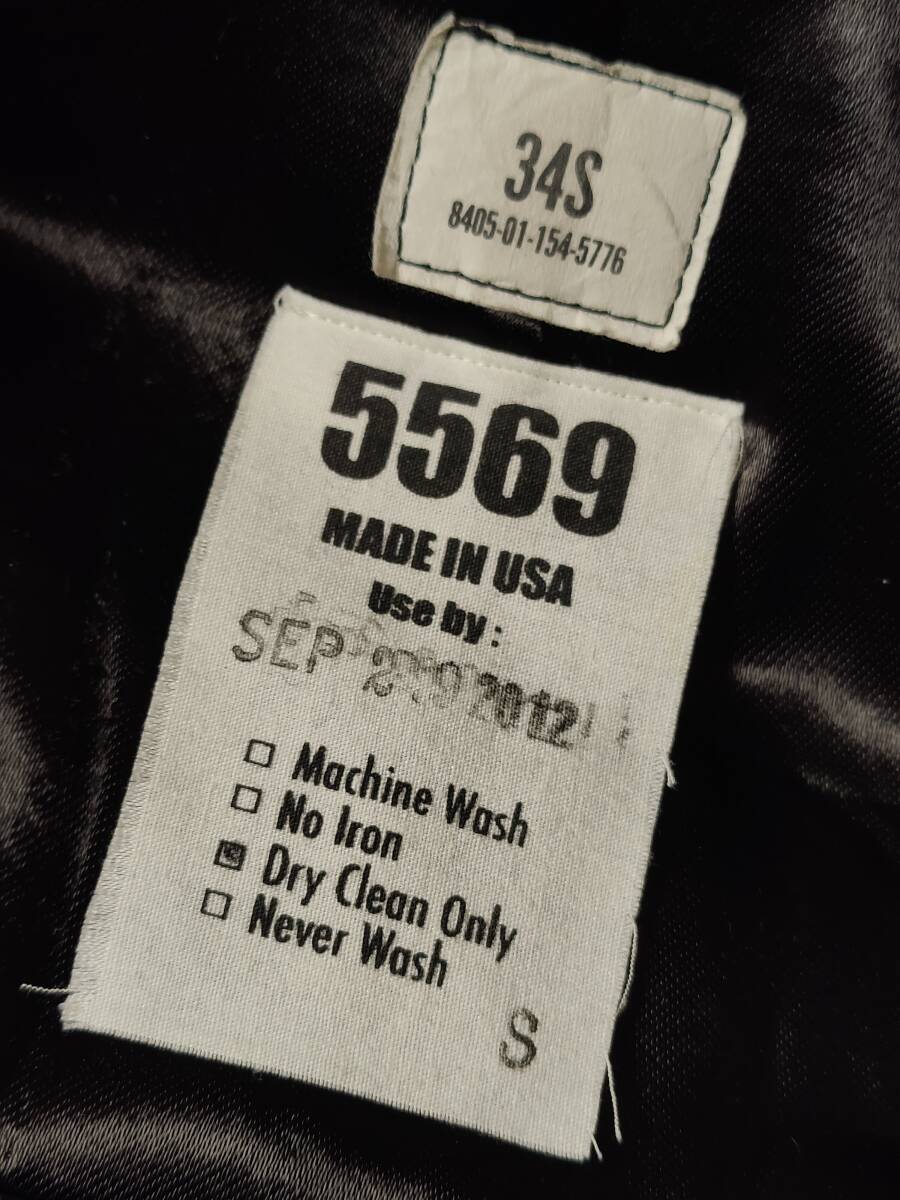 34S
8405-01-154-5776
5569
MADE IN USA
Use by :
SEP 2012
Machine Wash
No Iron
Dry Clean Only
Never Wash
S